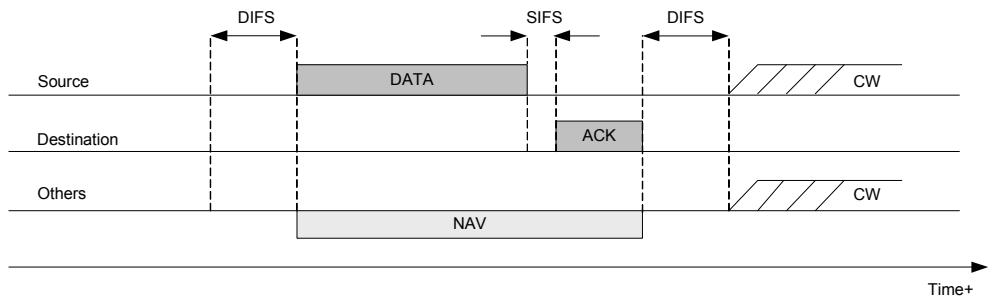 DIFS
SIFS
DIFS
Source
DATA
CW
Destination
ACK
Others
CW
NAV
Time+